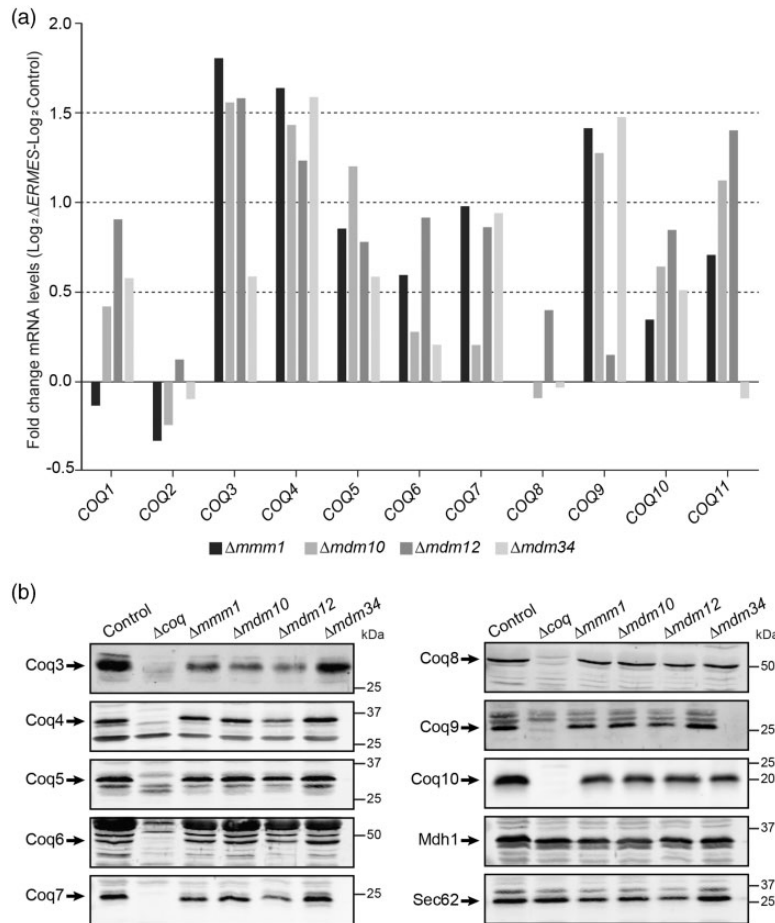 (a)
Fold change mRNA levels (Log₂ΔERMES-Log₂Control)
2.0
1.5
1.0
0.5
0.0
-0.5
COQ1 COQ2 COQ3 COQ4 COQ5 COQ6 COQ7 COQ8 COQ9 COQ10 COQ11
Δmmm1 Δmdm10 Δmdm12 Δmdm34
(b)
Control Δcoq Δmmm1 Δmdm10 Δmdm12 Δmdm34 kDa
Coq3 25
Coq4 37 25
Coq5 37 25
Coq6 50
Coq7 25
Control Δcoq Δmmm1 Δmdm10 Δmdm12 Δmdm34 kDa
Coq8 50
Coq9 25
Coq10 20
Mdh1 37
Sec62 37 25